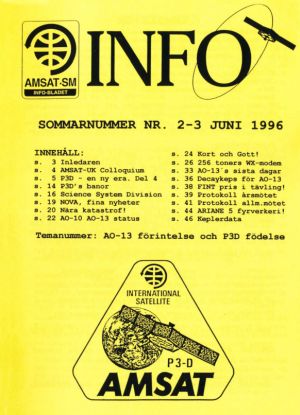 AMSAT-SM
INFO-BLADET
INFO
SOMMARNUMMER NR. 2-3 JUNI 1996
INNEHÅLL:
s. 3 Inledaren
s. 4 AMSAT-UK Colloquium
s. 5 P3D - en ny era. Del 4
s. 14 P3D's banor
s. 16 Science System Division
s. 19 NOVA, fina nyheter
s. 20 Nära katastrof!
s. 22 AO-10 AO-13 status
s. 24 Kort och Gott!
s. 26 256 toners WX-modem
s. 33 AO-13's sista dagar
s. 36 Decaykeps för AO-13
s. 38 FINT pris i tävling!
s. 39 Protokoll årsmötet
s. 41 Protokoll allm.mötet
s. 44 ARIANE 5 fyrverkeri!
s. 46 Keplerdata
Temanummer: AO-13 förintelse och P3D födelse
INTERNATIONAL
SATELLITE
P3-D
AMSAT